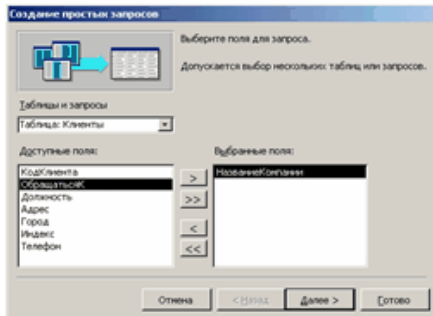 Создание простых запросов
Выберите поля для запроса.
Допускается выбор нескольких таблиц или запросов.
Таблицы и запросы
Таблица: Клиенты
Доступные поля:
Выбранные поля:
КодКлиента
ОбращатьсяК
Должность
Адрес
Город
Индекс
Телефон
>
>>
<
<<
НазваниеКомпании
Отмена
< Назад
Далее >
Готово